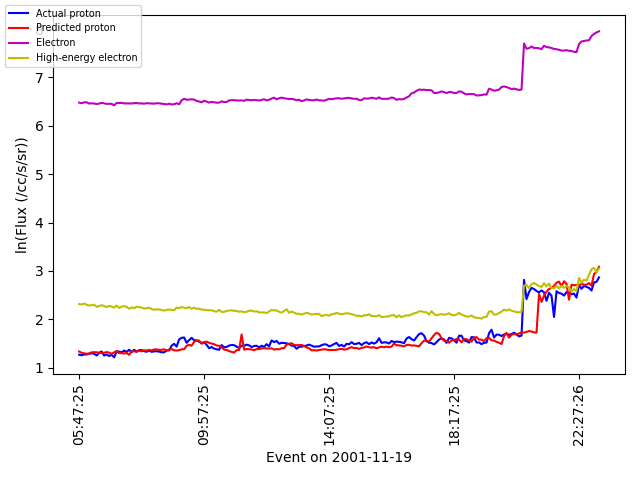 Actual proton
Predicted proton
Electron
High-energy electron
8
7
6
5
4
3
2
1
ln(Flux (/cc/s/sr))
05:47:25
09:57:25
14:07:25
18:17:25
22:27:26
Event on 2001-11-19